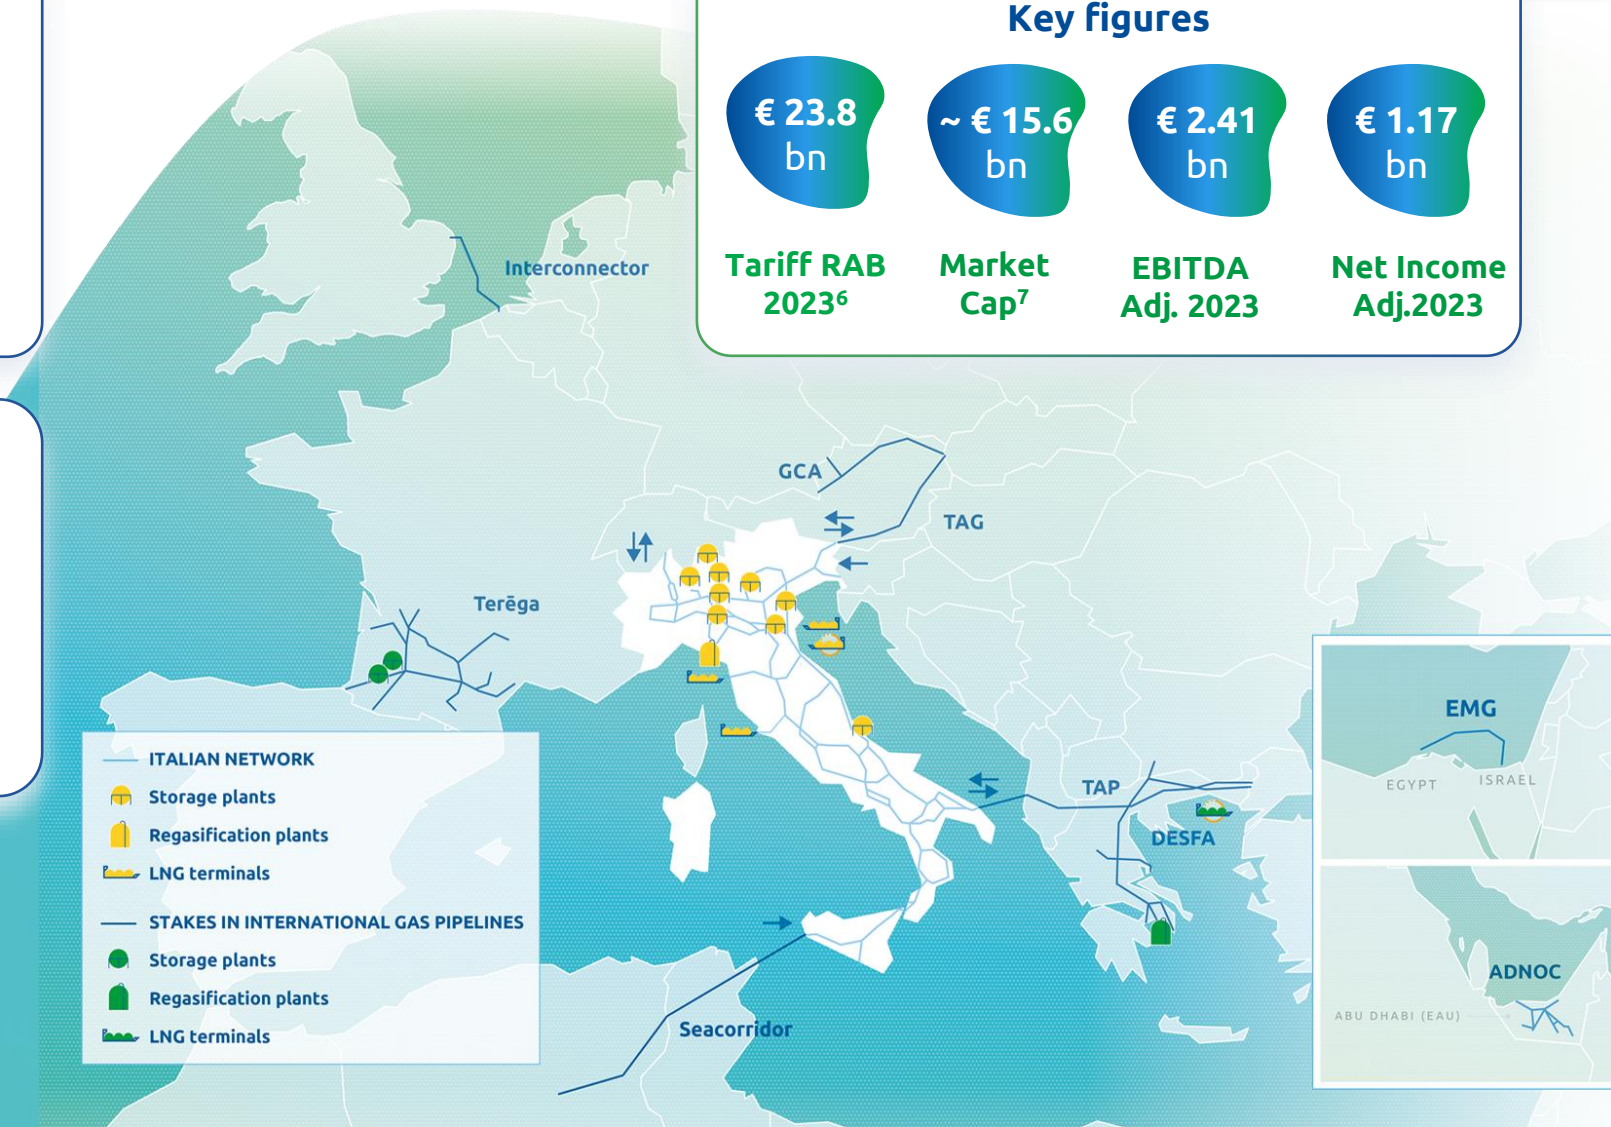 Key figures
€ 23.8
bn
~ € 15.6
bn
€ 2.41
bn
€ 1.17
bn
Tariff RAB
2023⁶
Market
Cap⁷
EBITDA
Adj. 2023
Net Income
Adj.2023
Interconnector
GCA
TAG
Terēga
ITALIAN NETWORK
Storage plants
Regasification plants
LNG terminals
STAKES IN INTERNATIONAL GAS PIPELINES
Storage plants
Regasification plants
LNG terminals
TAP
DESFA
Seacorridor
EMG
EGYPT
ISRAEL
ADNOC
ABU DHABI (EAU)